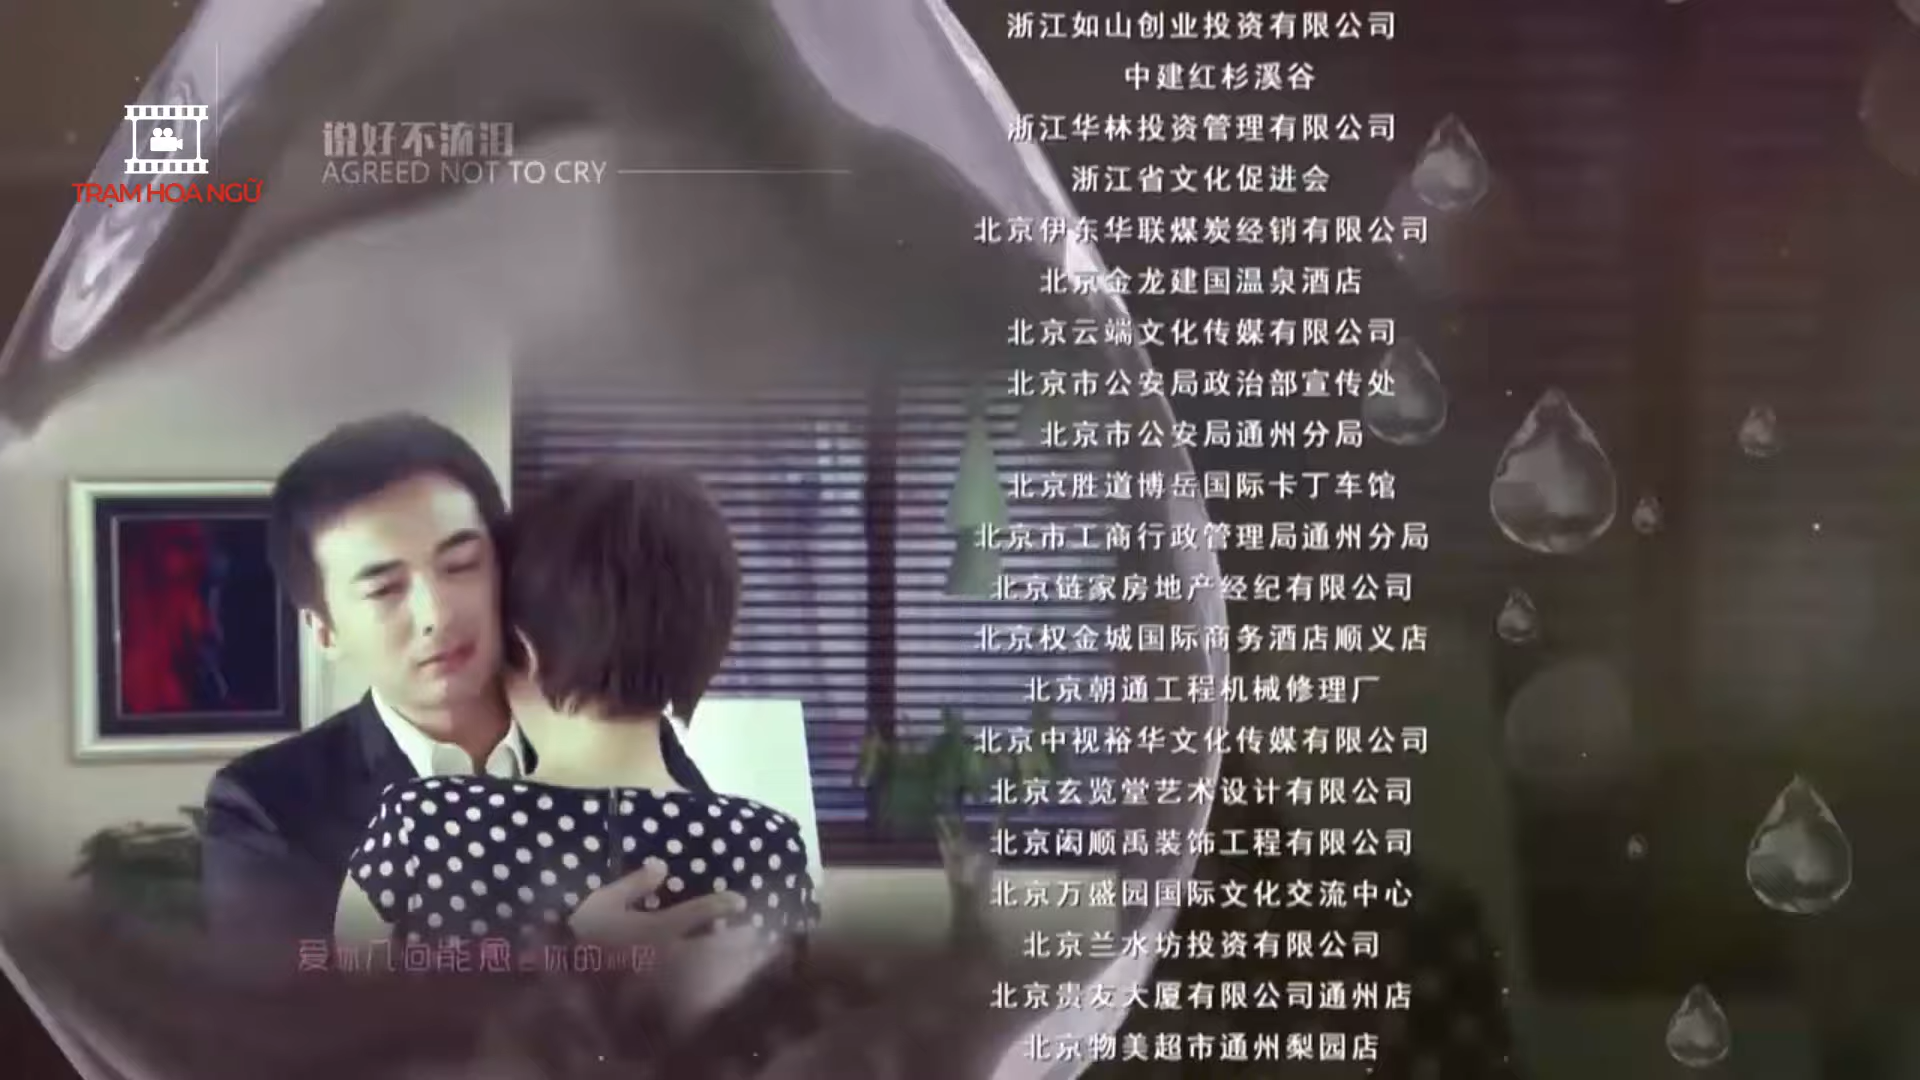 TRẠM HOA NGỮ
说好不流泪
AGREED NOT TO CRY
浙江如山创业投资有限公司
中建红杉溪谷
浙江华林投资管理有限公司
浙江省文化促进会
北京伊东华联煤炭经销有限公司
北京金龙建国温泉酒店
北京云端文化传媒有限公司
北京市公安局政治部宣传处
北京市公安局通州分局
北京胜道博岳国际卡丁车馆
北京市工商行政管理局通州分局
北京链家房地产经纪有限公司
北京权金城国际商务酒店顺义店
北京朝通工程机械修理厂
北京中视裕华文化传媒有限公司
北京玄览堂艺术设计有限公司
北京闳顺禹装饰工程有限公司
北京万盛园国际文化交流中心
北京兰水坊投资有限公司
北京贵友大厦有限公司通州店
北京物美超市通州梨园店